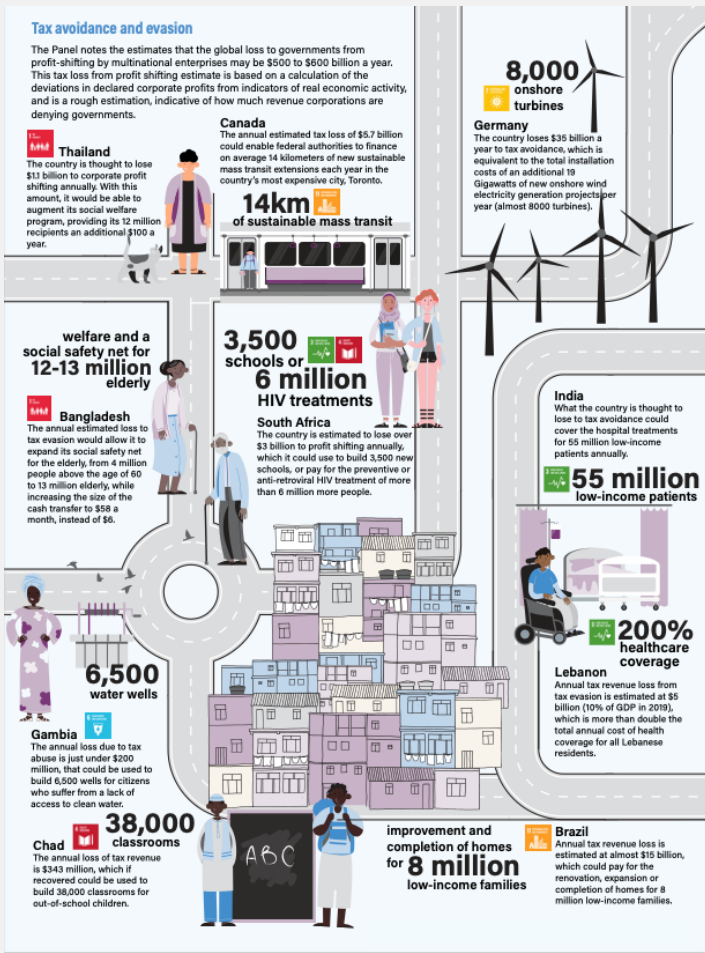 Tax avoidance and evasion
The Panel notes the estimates that the global loss to governments from
profit-shifting by multinational enterprises may be $500 to $600 billion a year.
This tax loss from profit shifting estimate is based on a calculation of the
deviations in declared corporate profits from indicators of real economic activity,
and is a rough estimation, indicative of how much revenue corporations are
denying governments.
Thailand
The country is thought to lose
$1.1 billion to corporate profit
shifting annually. With this
amount, it would be able to
augment its social welfare
program, providing its 12 million
recipients an additional $100 a
year.
Canada
The annual estimated tax loss of $5.7 billion
could enable federal authorities to finance
on average 14 kilometers of new sustainable
mass transit extensions each year in the
country's most expensive city, Toronto.
14km
of sustainable mass transit
8,000
onshore
turbines
Germany
The country loses $35 billion a
year to tax avoidance, which is
equivalent to the total installation
costs of an additional 19
Gigawatts of new onshore wind
electricity generation projects per
year (almost 8000 turbines).
welfare and a
social safety net for
12-13 million
elderly
Bangladesh
The annual estimated loss to
tax evasion would allow it to
expand its social safety net
for the elderly, from 4 million
people above the age of 60
to 13 million elderly, while
increasing the size of the
cash transfer to $58 a
month, instead of $6.
3,500
schools or
6 million
HIV treatments
South Africa
The country is estimated to lose over
$3 billion to profit shifting annually,
which it could use to build 3,500 new
schools, or pay for the preventive or
anti-retroviral HIV treatment of more
than 6 million more people.
India
What the country is thought to
lose to tax avoidance could
cover the hospital treatments
for 55 million low-income
patients annually.
55 million
low-income patients
200%
healthcare
coverage
Lebanon
Annual tax revenue loss from
tax evasion is estimated at $5
billion (10% of GDP in 2019),
which is more than double the
total annual cost of health
coverage for all Lebanese
residents.
6,500
water wells
Gambia
The annual loss due to tax
abuse is just under $200
million, that could be used to
build 6,500 wells for citizens
who suffer from a lack of
access to clean water.
38,000
classrooms
Chad
The annual loss of tax revenue
is $343 million, which if
recovered could be used to
build 38,000 classrooms for
out-of-school children.
ABC
improvement and
completion of homes
for 8 million
low-income families
Brazil
Annual tax revenue loss is
estimated at almost $15 billion,
which could pay for the
renovation, expansion or
completion of homes for 8
million low-income families.